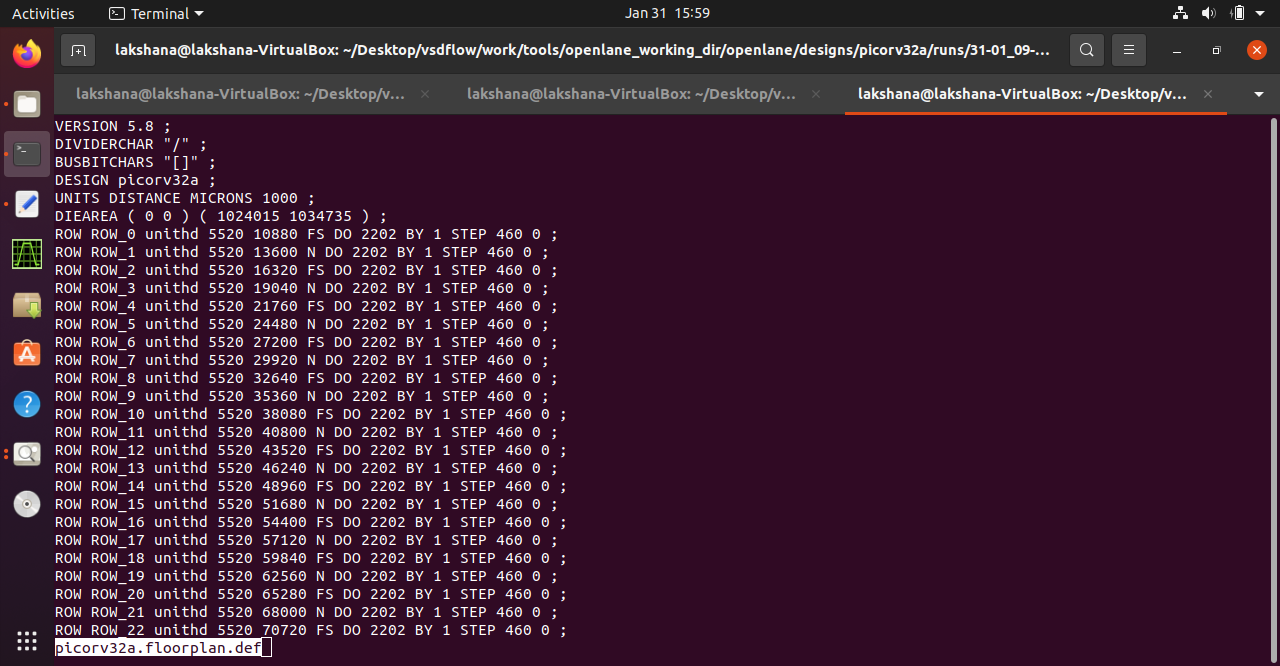 Activities
Terminal
Jan 31 15:59
lakshana@lakshana-VirtualBox: ~/Desktop/vsdflow/work/tools/openlane_working_dir/openlane/designs/picorv32a/runs/31-01_09-...
lakshana@lakshana-VirtualBox: ~/Desktop/v...
lakshana@lakshana-VirtualBox: ~/Desktop/v...
lakshana@lakshana-VirtualBox: ~/Desktop/v...
VERSION 5.8 ;
DIVIDERCHAR "/" ;
BUSBITCHARS "[]" ;
DESIGN picorv32a ;
UNITS DISTANCE MICRONS 1000 ;
DIEAREA ( 0 0 ) ( 1024015 1034735 ) ;
ROW ROW_0 unithd 5520 10880 FS DO 2202 BY 1 STEP 460 0 ;
ROW ROW_1 unithd 5520 13600 N DO 2202 BY 1 STEP 460 0 ;
ROW ROW_2 unithd 5520 16320 FS DO 2202 BY 1 STEP 460 0 ;
ROW ROW_3 unithd 5520 19040 N DO 2202 BY 1 STEP 460 0 ;
ROW ROW_4 unithd 5520 21760 FS DO 2202 BY 1 STEP 460 0 ;
ROW ROW_5 unithd 5520 24480 N DO 2202 BY 1 STEP 460 0 ;
ROW ROW_6 unithd 5520 27200 FS DO 2202 BY 1 STEP 460 0 ;
ROW ROW_7 unithd 5520 29920 N DO 2202 BY 1 STEP 460 0 ;
ROW ROW_8 unithd 5520 32640 FS DO 2202 BY 1 STEP 460 0 ;
ROW ROW_9 unithd 5520 35360 N DO 2202 BY 1 STEP 460 0 ;
ROW ROW_10 unithd 5520 38080 FS DO 2202 BY 1 STEP 460 0 ;
ROW ROW_11 unithd 5520 40800 N DO 2202 BY 1 STEP 460 0 ;
ROW ROW_12 unithd 5520 43520 FS DO 2202 BY 1 STEP 460 0 ;
ROW ROW_13 unithd 5520 46240 N DO 2202 BY 1 STEP 460 0 ;
ROW ROW_14 unithd 5520 48960 FS DO 2202 BY 1 STEP 460 0 ;
ROW ROW_15 unithd 5520 51680 N DO 2202 BY 1 STEP 460 0 ;
ROW ROW_16 unithd 5520 54400 FS DO 2202 BY 1 STEP 460 0 ;
ROW ROW_17 unithd 5520 57120 N DO 2202 BY 1 STEP 460 0 ;
ROW ROW_18 unithd 5520 59840 FS DO 2202 BY 1 STEP 460 0 ;
ROW ROW_19 unithd 5520 62560 N DO 2202 BY 1 STEP 460 0 ;
ROW ROW_20 unithd 5520 65280 FS DO 2202 BY 1 STEP 460 0 ;
ROW ROW_21 unithd 5520 68000 N DO 2202 BY 1 STEP 460 0 ;
ROW ROW_22 unithd 5520 70720 FS DO 2202 BY 1 STEP 460 0 ;
picorv32a.floorplan.def